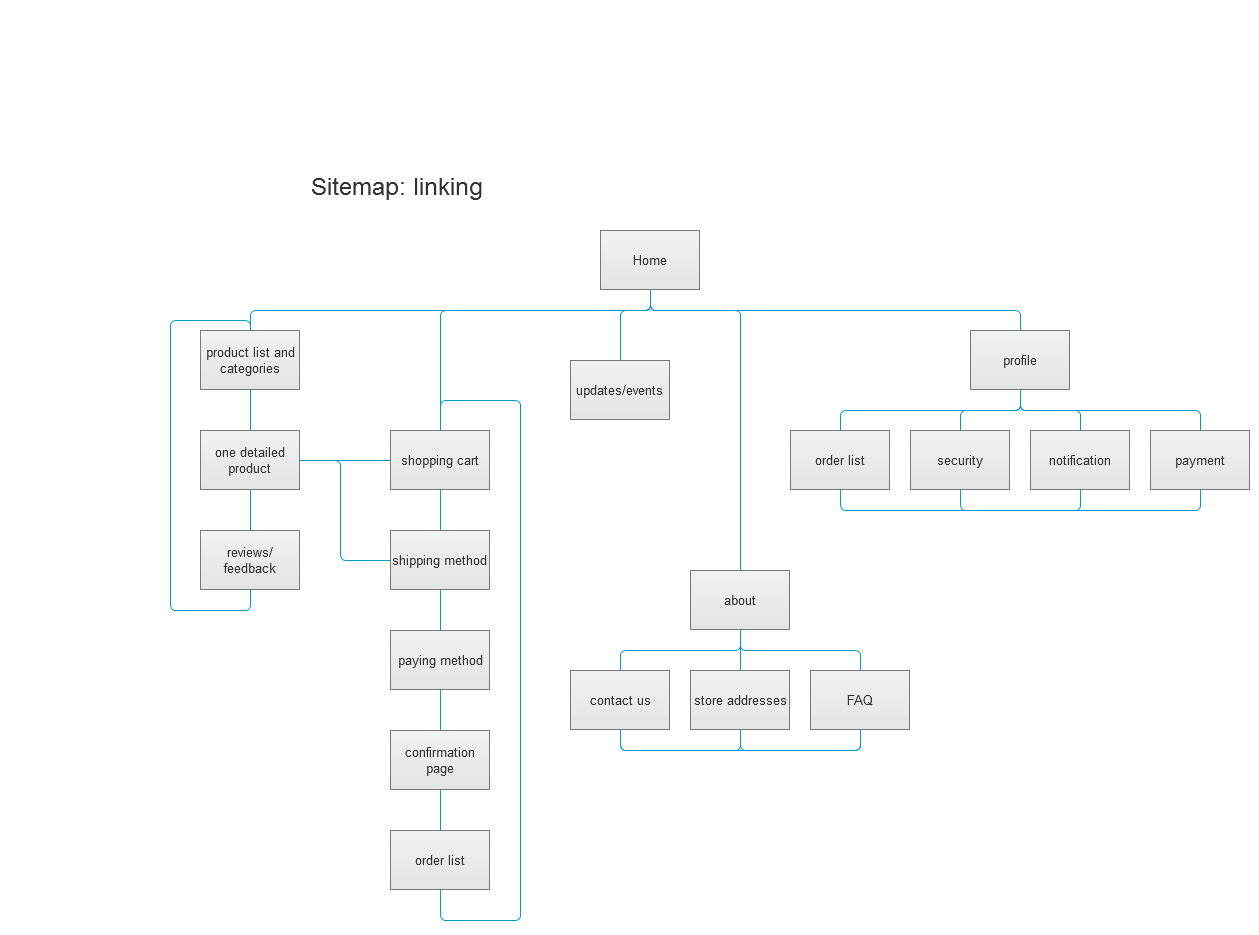 Sitemap: linking
Home
product list and
categories
updates/events
profile
one detailed
product
shopping cart
order list
security
notification
payment
reviews/
feedback
shipping method
about
paying method
contact us
store addresses
FAQ
confirmation
page
order list